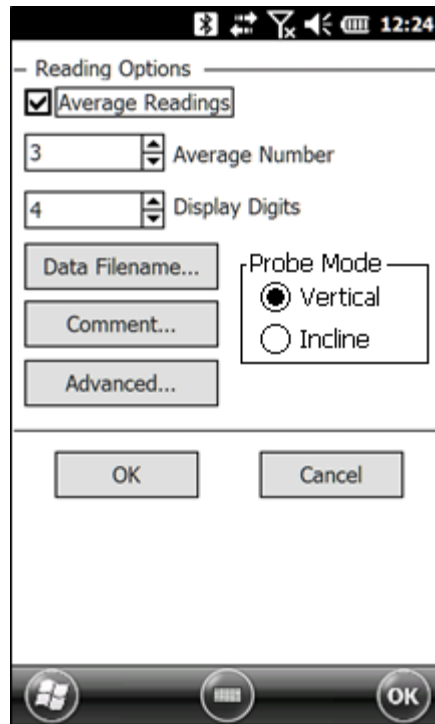 12:24
Reading Options
Average Readings
3 Average Number
4 Display Digits
Data Filename...
Probe Mode
Vertical
Comment...
Incline
Advanced...
OK Cancel
OK